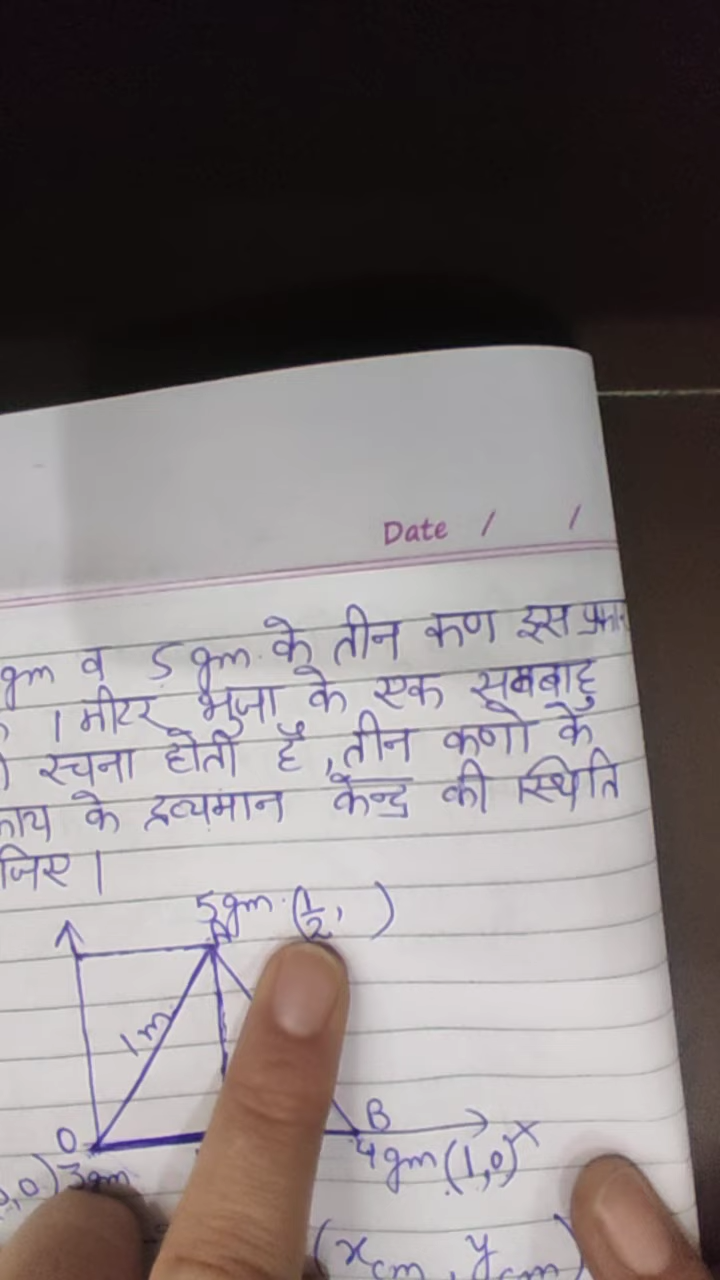 Date / /
gm व 5 gm. के तीन कण इस
1 मीटर भुजा के एक समबाहु
रचना होती है, तीन कणो के
काय के द्रव्यमान केन्द्र की स्थिति
जिए।
5gm. (1/2, )
A
1m
O B
X
,0) 3gm 4gm (1,0)
(xcm, ycm)